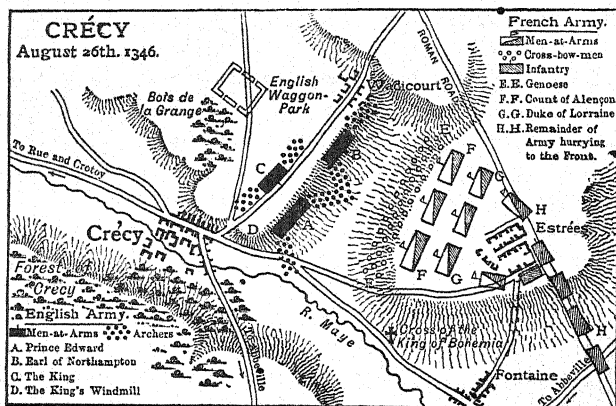 CRÉCY
August 26th. 1346.
French Army.
Men-at-Arms
Cross-bow-men
Infantry
E.E. Genoese
F.F. Count of Alençon
G.G. Duke of Lorraine
H.H. Remainder of
Army hurrying
to the Front.
ROMAN ROAD
Wadicourt
English
Waggon-
Park
Bois de
la Grange
To Rue and Crotoy
C
B
A
D
E
F
G
H
Estrées
F
G
H
Crécy
Forest
Crécy
R. Maye
Cross of the
King of Bohemia
Fontaine
To Abbeville
To Abbeville
English Army.
Men-at-Arms
Archers
A. Prince Edward
B. Earl of Northampton
C. The King
D. The King's Windmill